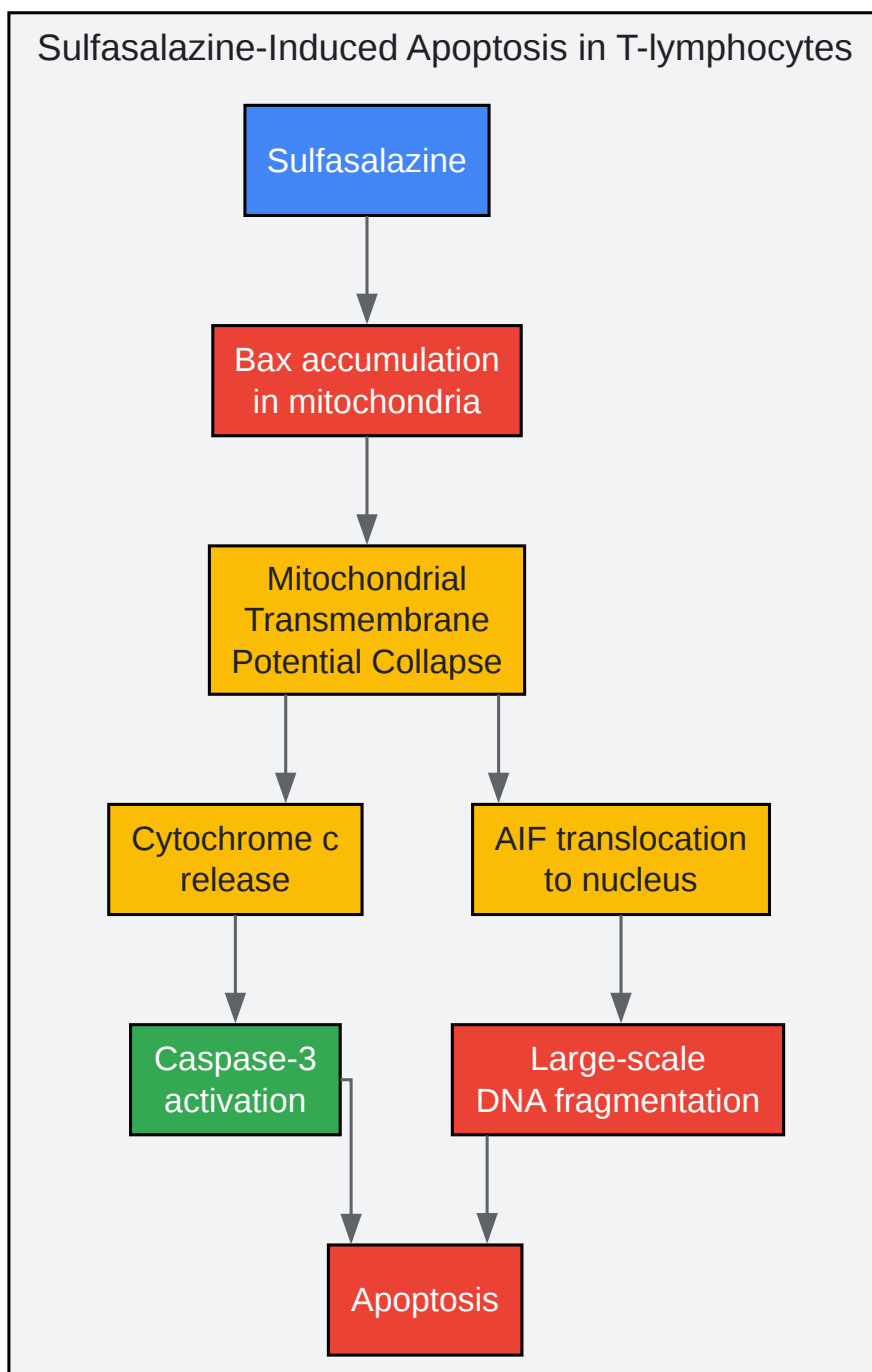 Sulfasalazine-Induced Apoptosis in T-lymphocytes
Sulfasalazine
Bax accumulation
in mitochondria
Mitochondrial
Transmembrane
Potential Collapse
Cytochrome c
release
AIF translocation
to nucleus
Caspase-3
activation
Large-scale
DNA fragmentation
Apoptosis